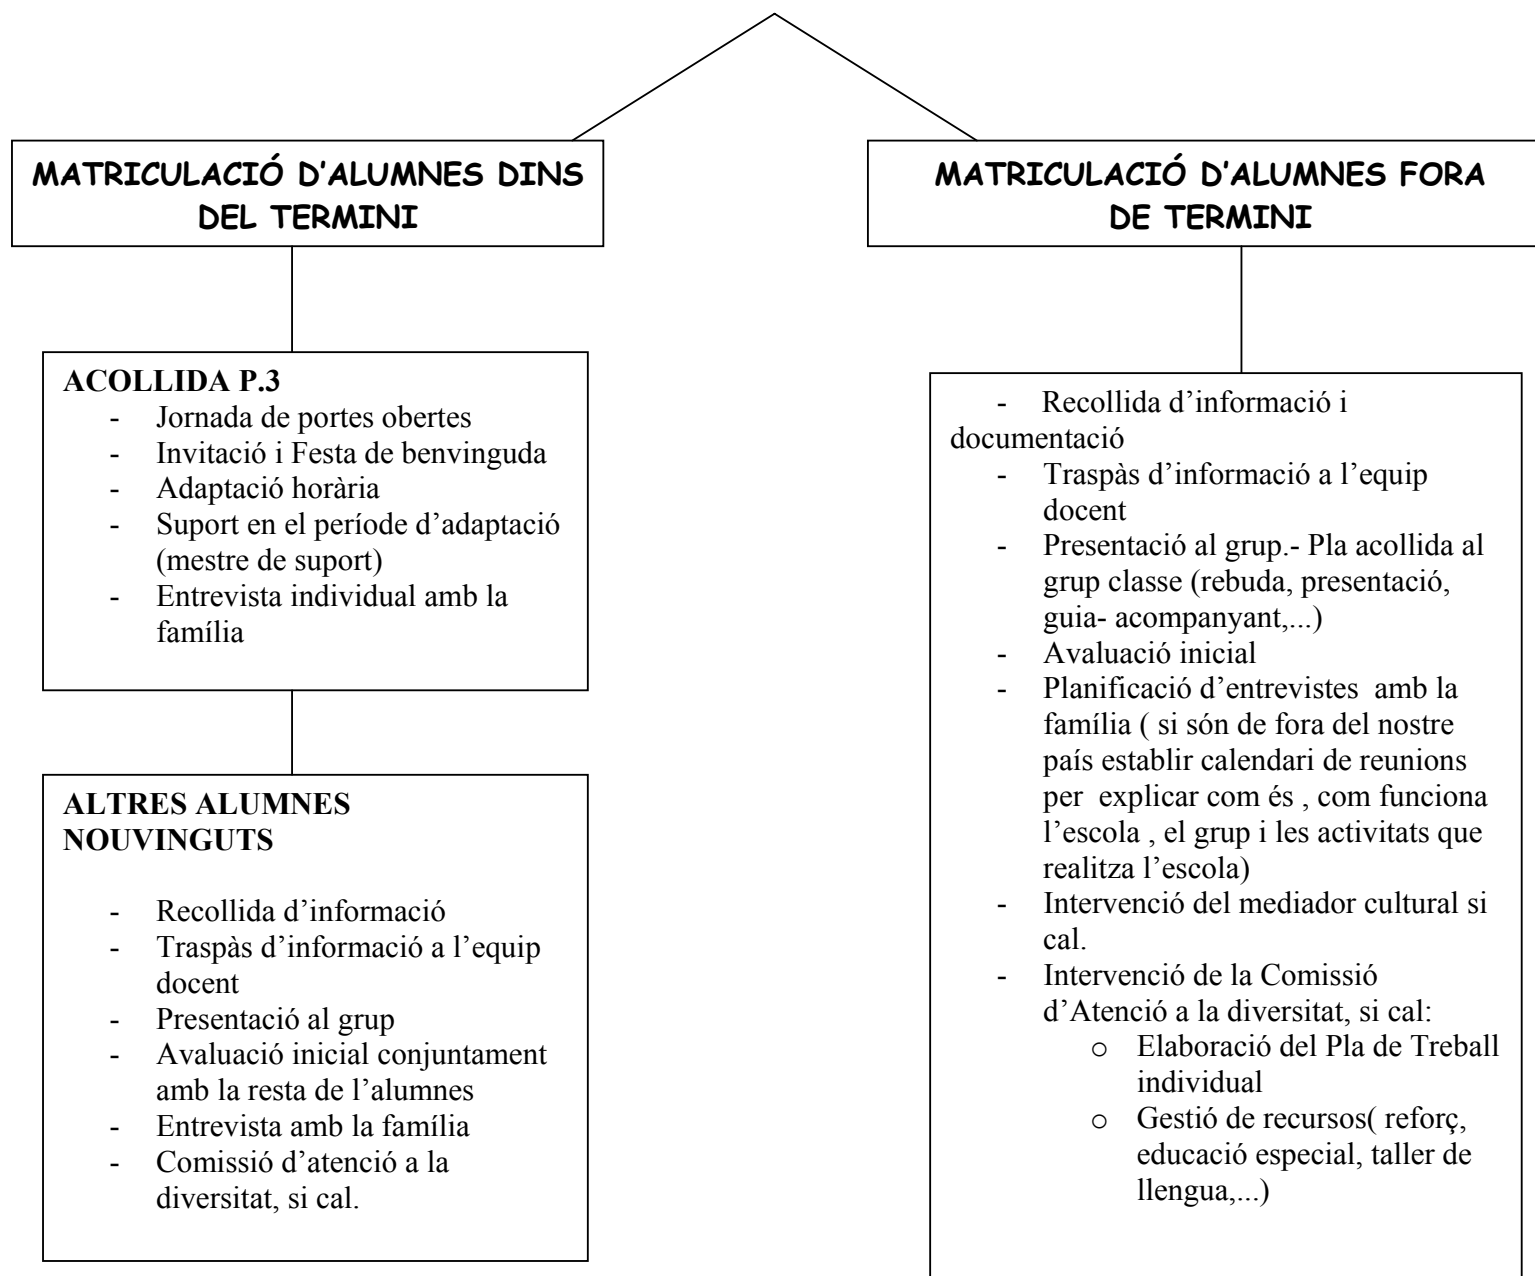 MATRICULACIÓ D’ALUMNES DINS
DEL TERMINI
ACOLLIDA P.3
- Jornada de portes obertes
- Invitació i Festa de benvinguda
- Adaptació horària
- Suport en el període d’adaptació
(mestre de suport)
- Entrevista individual amb la
família
ALTRES ALUMNES
NOUVINGUTS
- Recollida d’informació
- Traspàs d’informació a l’equip
docent
- Presentació al grup
- Avaluació inicial conjuntament
amb la resta de l’alumnes
- Entrevista amb la família
- Comissió d’atenció a la
diversitat, si cal.
MATRICULACIÓ D’ALUMNES FORA
DE TERMINI
- Recollida d’informació i
documentació
- Traspàs d’informació a l’equip
docent
- Presentació al grup.- Pla acollida al
grup classe (rebuda, presentació,
guia- acompanyant,...)
- Avaluació inicial
- Planificació d’entrevistes  amb la
família ( si són de fora del nostre
país establir calendari de reunions
per  explicar com és , com funciona
l’escola , el grup i les activitats que
realitza l’escola)
- Intervenció del mediador cultural si
cal.
- Intervenció de la Comissió
d’Atenció a la diversitat, si cal:
o Elaboració del Pla de Treball
individual
o Gestió de recursos( reforç,
educació especial, taller de
llengua,...)